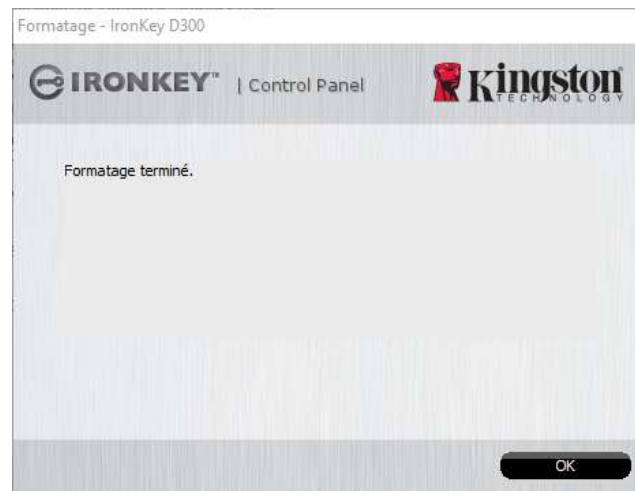 Formatage - IronKey D300
IRONKEY™ | Control Panel
Kingston
TECHNOLOGY
Formatage terminé.
OK